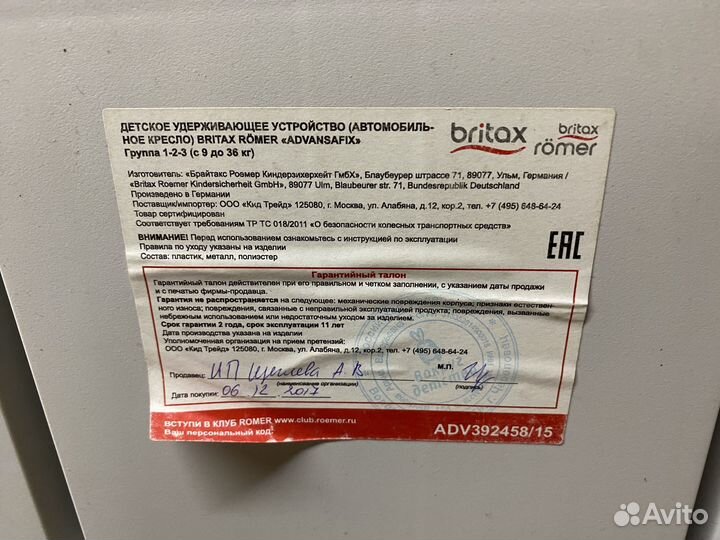 ДЕТСКОЕ УДЕРЖИВАЮЩЕЕ УСТРОЙСТВО (АВТОМОБИЛЬ-
НОЕ КРЕСЛО) BRITAX RÖMER «ADVANSAFIX»
Группа 1-2-3 (с 9 до 36 кг)
britax
britax
römer
Изготовитель: «Брайтакс Роемер Киндерзихерхейт ГмбХ», Блаубеурер штрассе 71, 89077, Ульм, Германия /
«Britax Roemer Kindersicherheit GmbH», 89077 Ulm, Blaubeurer str. 71, Bundesrepublik Deutschland
Произведено в Германии
Поставщик/импортер: ООО «Кид Трейд» 125080, г. Москва, ул. Алабяна, д.12, кор.2, тел. +7 (495) 648-64-24
Товар сертифицирован
Соответствует требованиям ТР ТС 018/2011 «О безопасности колесных транспортных средств»
ВНИМАНИЕ! Перед использованием ознакомьтесь с инструкцией по эксплуатации
Правила по уходу указаны на изделии
Состав: пластик, металл, полиэстер
EAC
Гарантийный талон
Гарантийный талон действителен при его правильном и четком заполнении, с указанием даты продажи
и с печатью фирмы-продавца.
Гарантия не распространяется на следующее: механические повреждения корпуса; признаки естествен-
ного износа; повреждения, связанные с неправильной эксплуатацией продукта; повреждения, вызванные
небрежным использованием или недостаточным уходом за изделием.
Срок гарантии 2 года, срок эксплуатации 11 лет
Дата производства указана на изделии
Уполномоченная организация на принятия претензий:
ООО «Кид Трейд» 125080, г. Москва, ул. Алабяна, д.12, кор.2, тел. +7 (495) 648-64-24
Продавец: ИП Щеглева А.В М.П.
(наименование организации) (подпись)
Дата покупки: 06.12.2017
ВСТУПИ В КЛУБ ROMER www.club.roemer.ru
Ваш персональный код: ADV392458/15
Avito